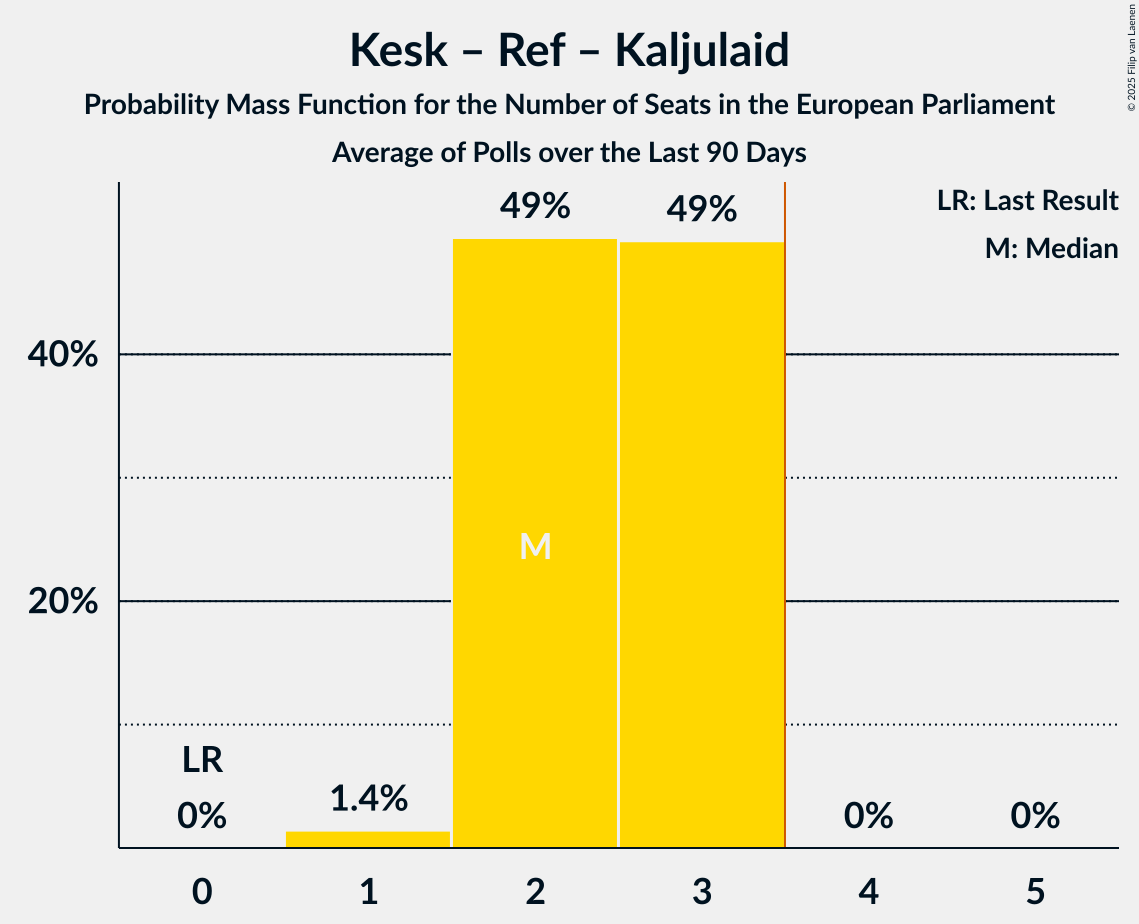 Kesk – Ref – Kaljulaid
Probability Mass Function for the Number of Seats in the European Parliament
Average of Polls over the Last 90 Days
© 2025 Filip van Laenen
LR: Last Result
M: Median
49%
49%
40%
M
20%
LR
0%
1.4%
0%
0%
0
1
2
3
4
5